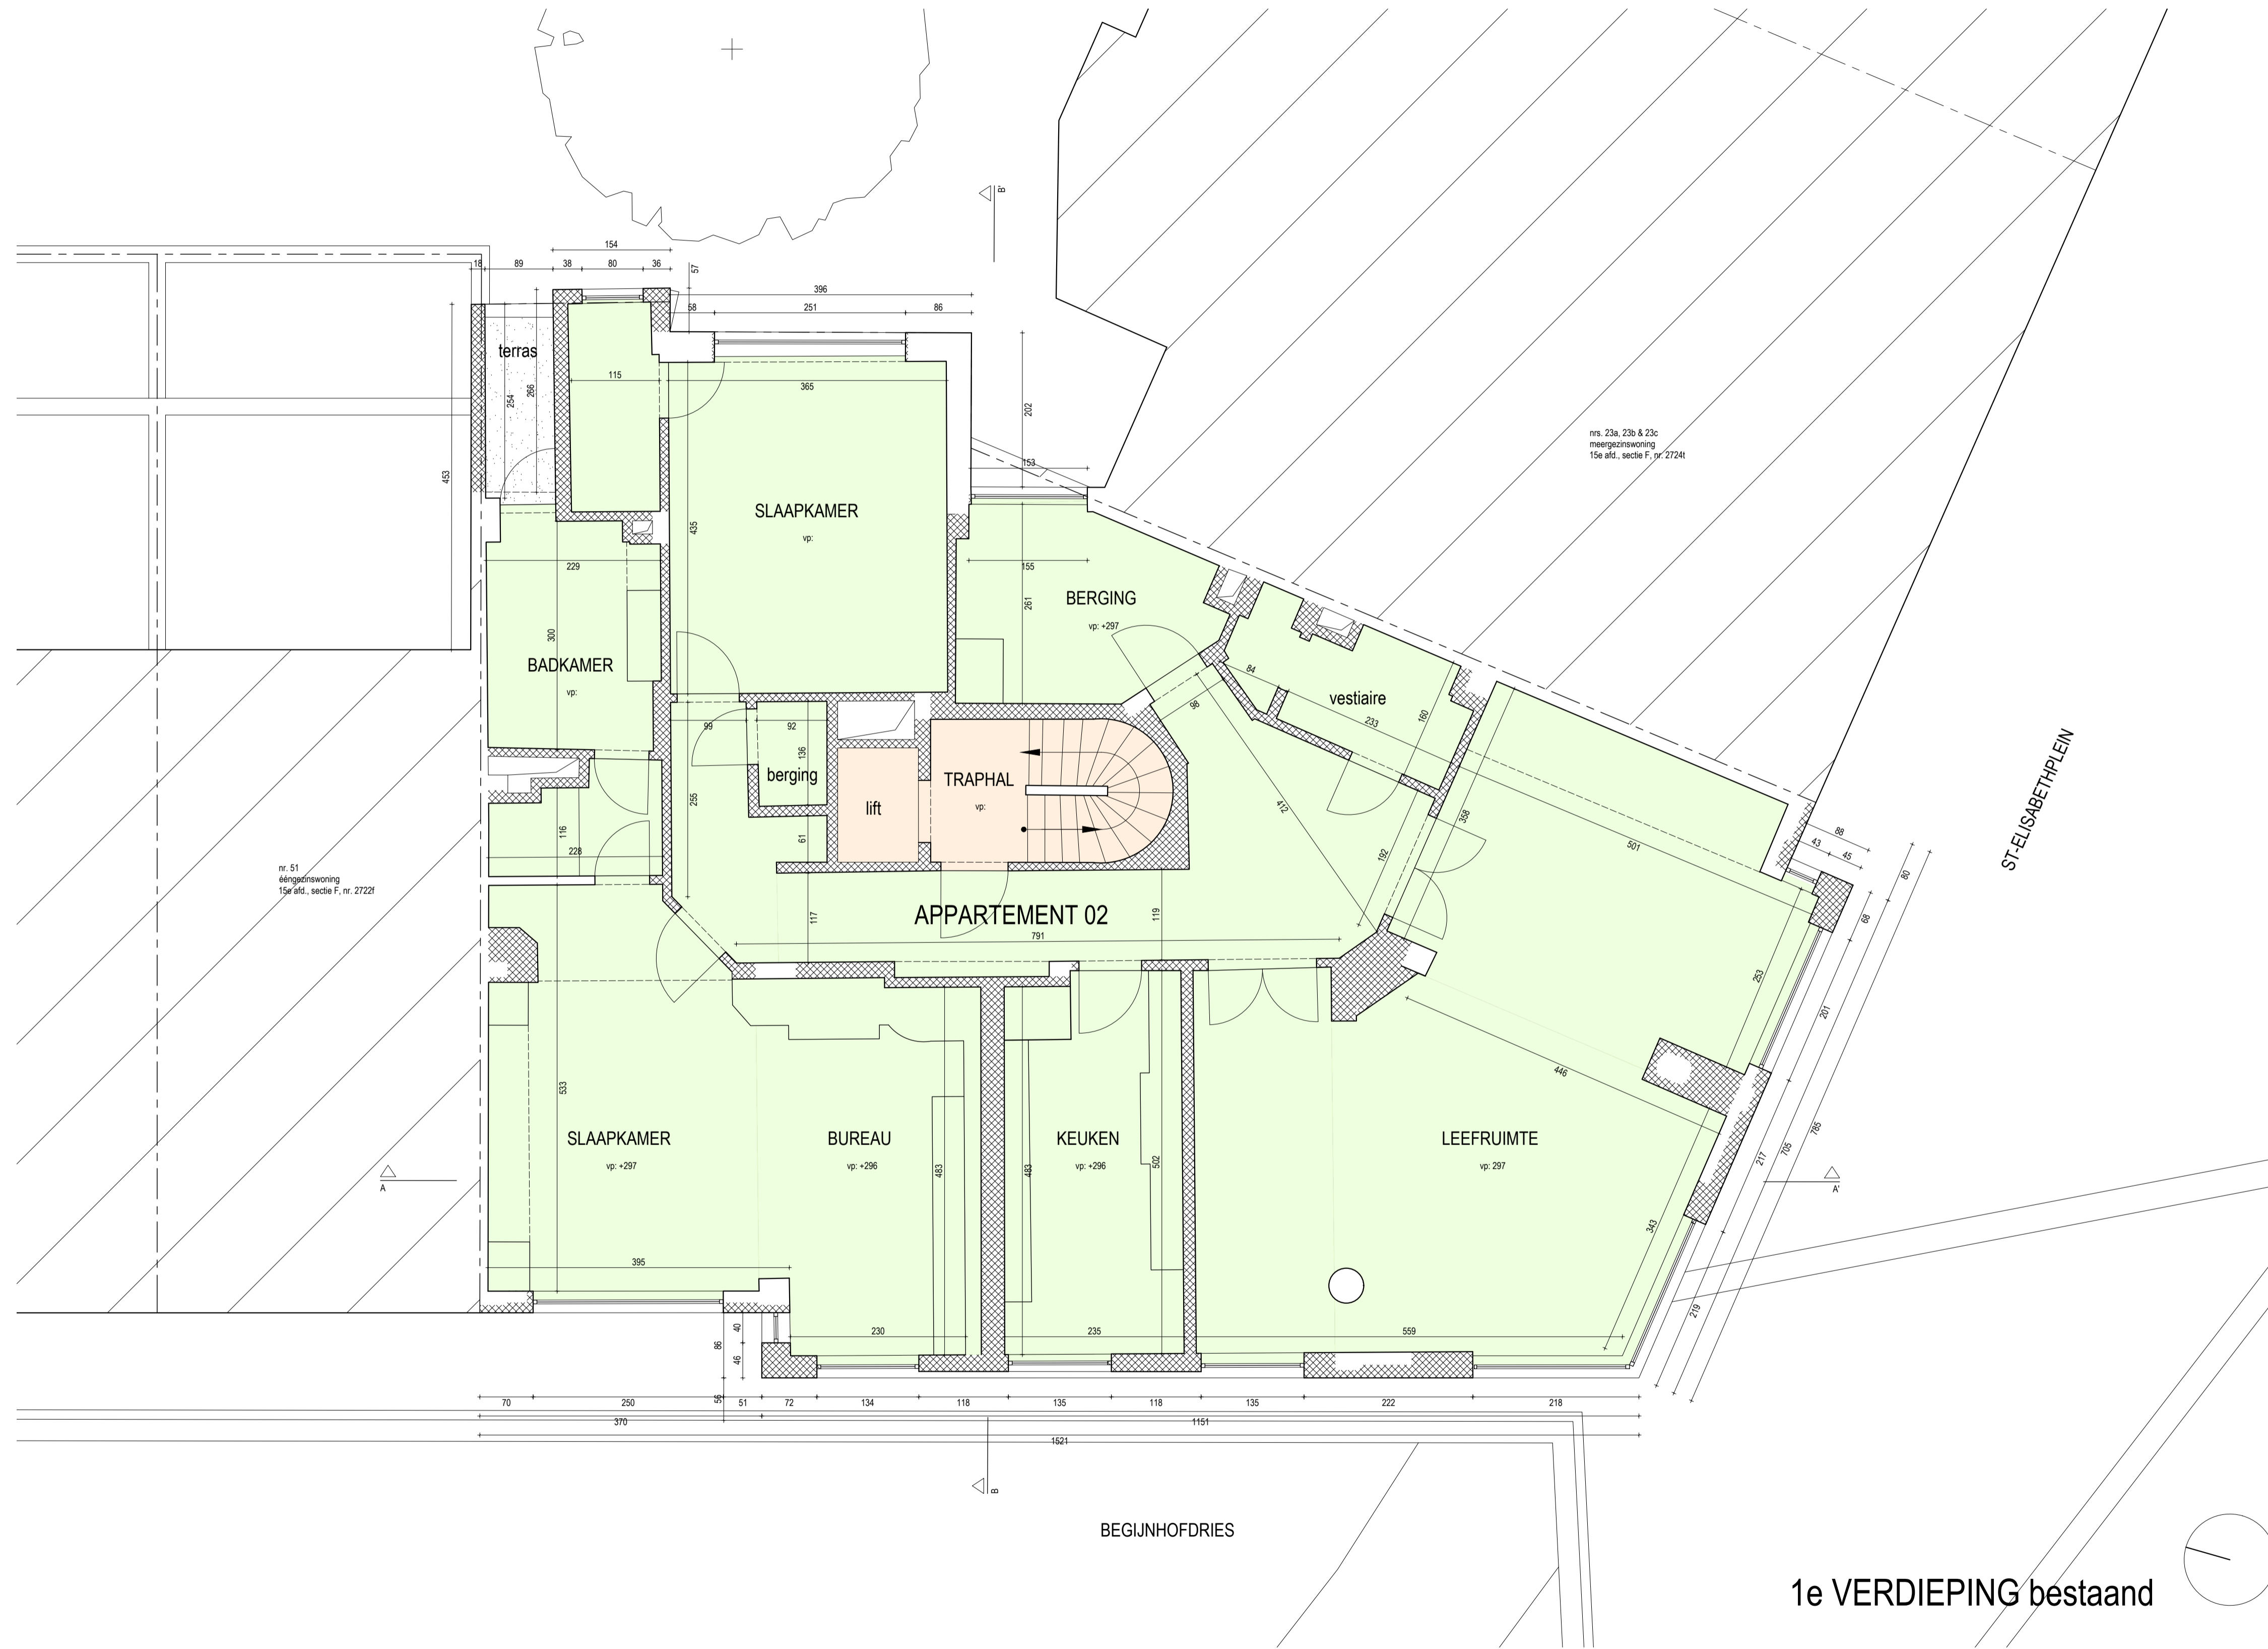 B'
154
18
89
38
80
36
57
396
58
251
86
terras
115
365
254
266
202
453
nrs. 23a, 23b & 23c
meergezinswoning
15e afd., sectie F, nr. 2724t
153
SLAAPKAMER
vp:
435
229
155
261
BERGING
vp: +297
300
BADKAMER
vp:
84
vestiaire
98
233
160
99
92
136
berging
TRAPHAL
vp:
lift
255
412
358
ST-ELISABETHPLEIN
116
228
61
192
501
88
43
45
80
nr. 51
ééngezinswoning
15e afd., sectie F, nr. 2722f
117
APPARTEMENT 02
119
68
791
253
201
533
446
SLAAPKAMER
vp: +297
BUREAU
vp: +296
KEUKEN
vp: +296
LEEFRUIMTE
vp: 297
483
483
502
217
705
785
A
A'
343
395
219
230
235
559
86
40
46
56
70
250
51
72
134
118
135
118
135
222
218
370
1151
1521
B
BEGIJNHOFDRIES
1e VERDIEPING bestaand